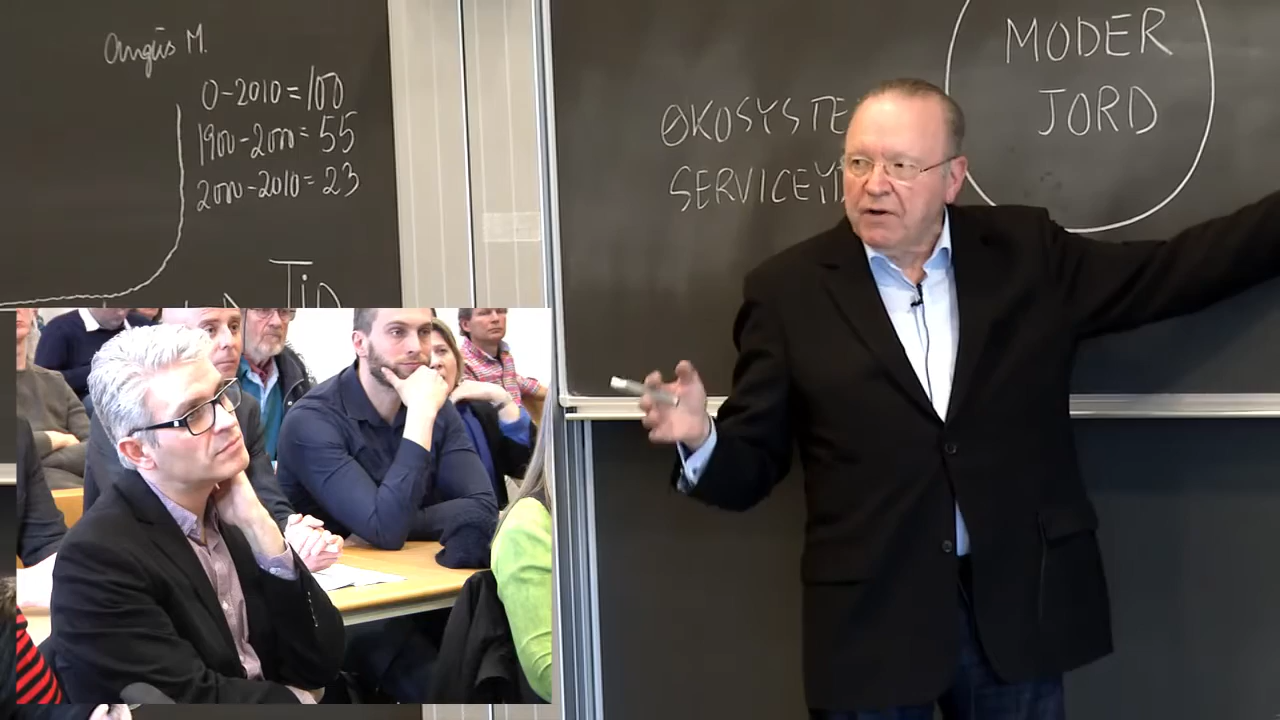 Angus M.
0-2010=100
1900-2000=55
2000-2010=23
TID
MODER
JORD
ØKOSYSTE
SERVICEY